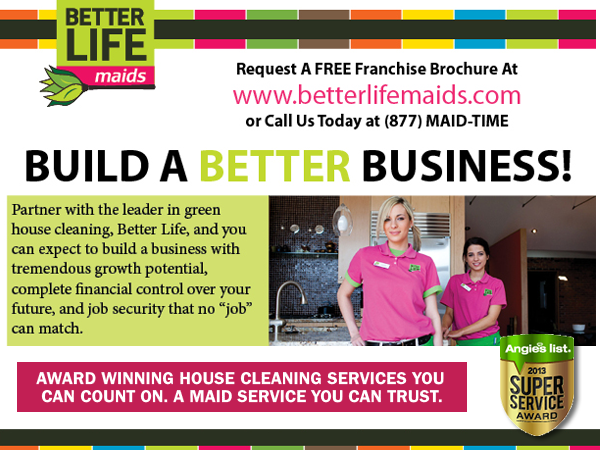 BETTER
LIFE
maids
Request A FREE Franchise Brochure At
www.betterlifemaids.com
or Call Us Today at (877) MAID-TIME
BUILD A BETTER BUSINESS!
Partner with the leader in green
house cleaning, Better Life, and you
can expect to build a business with
tremendous growth potential,
complete financial control over your
future, and job security that no “job”
can match.
AWARD WINNING HOUSE CLEANING SERVICES YOU
CAN COUNT ON. A MAID SERVICE YOU CAN TRUST.
Angies list.
2013
SUPER
SERVICE
AWARD